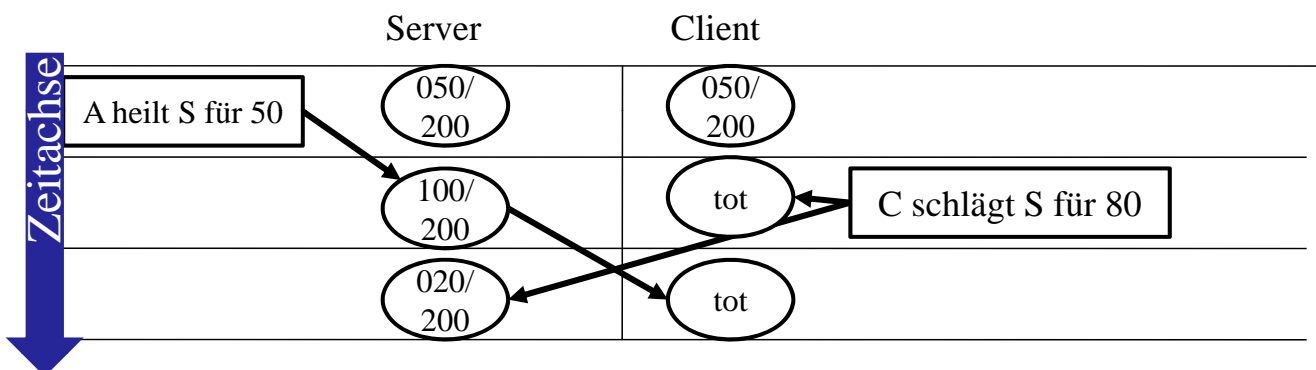 Server
Client
Zeitachse
A heilt S für 50
050/
200
050/
200
100/
200
tot
C schlägt S für 80
020/
200
tot